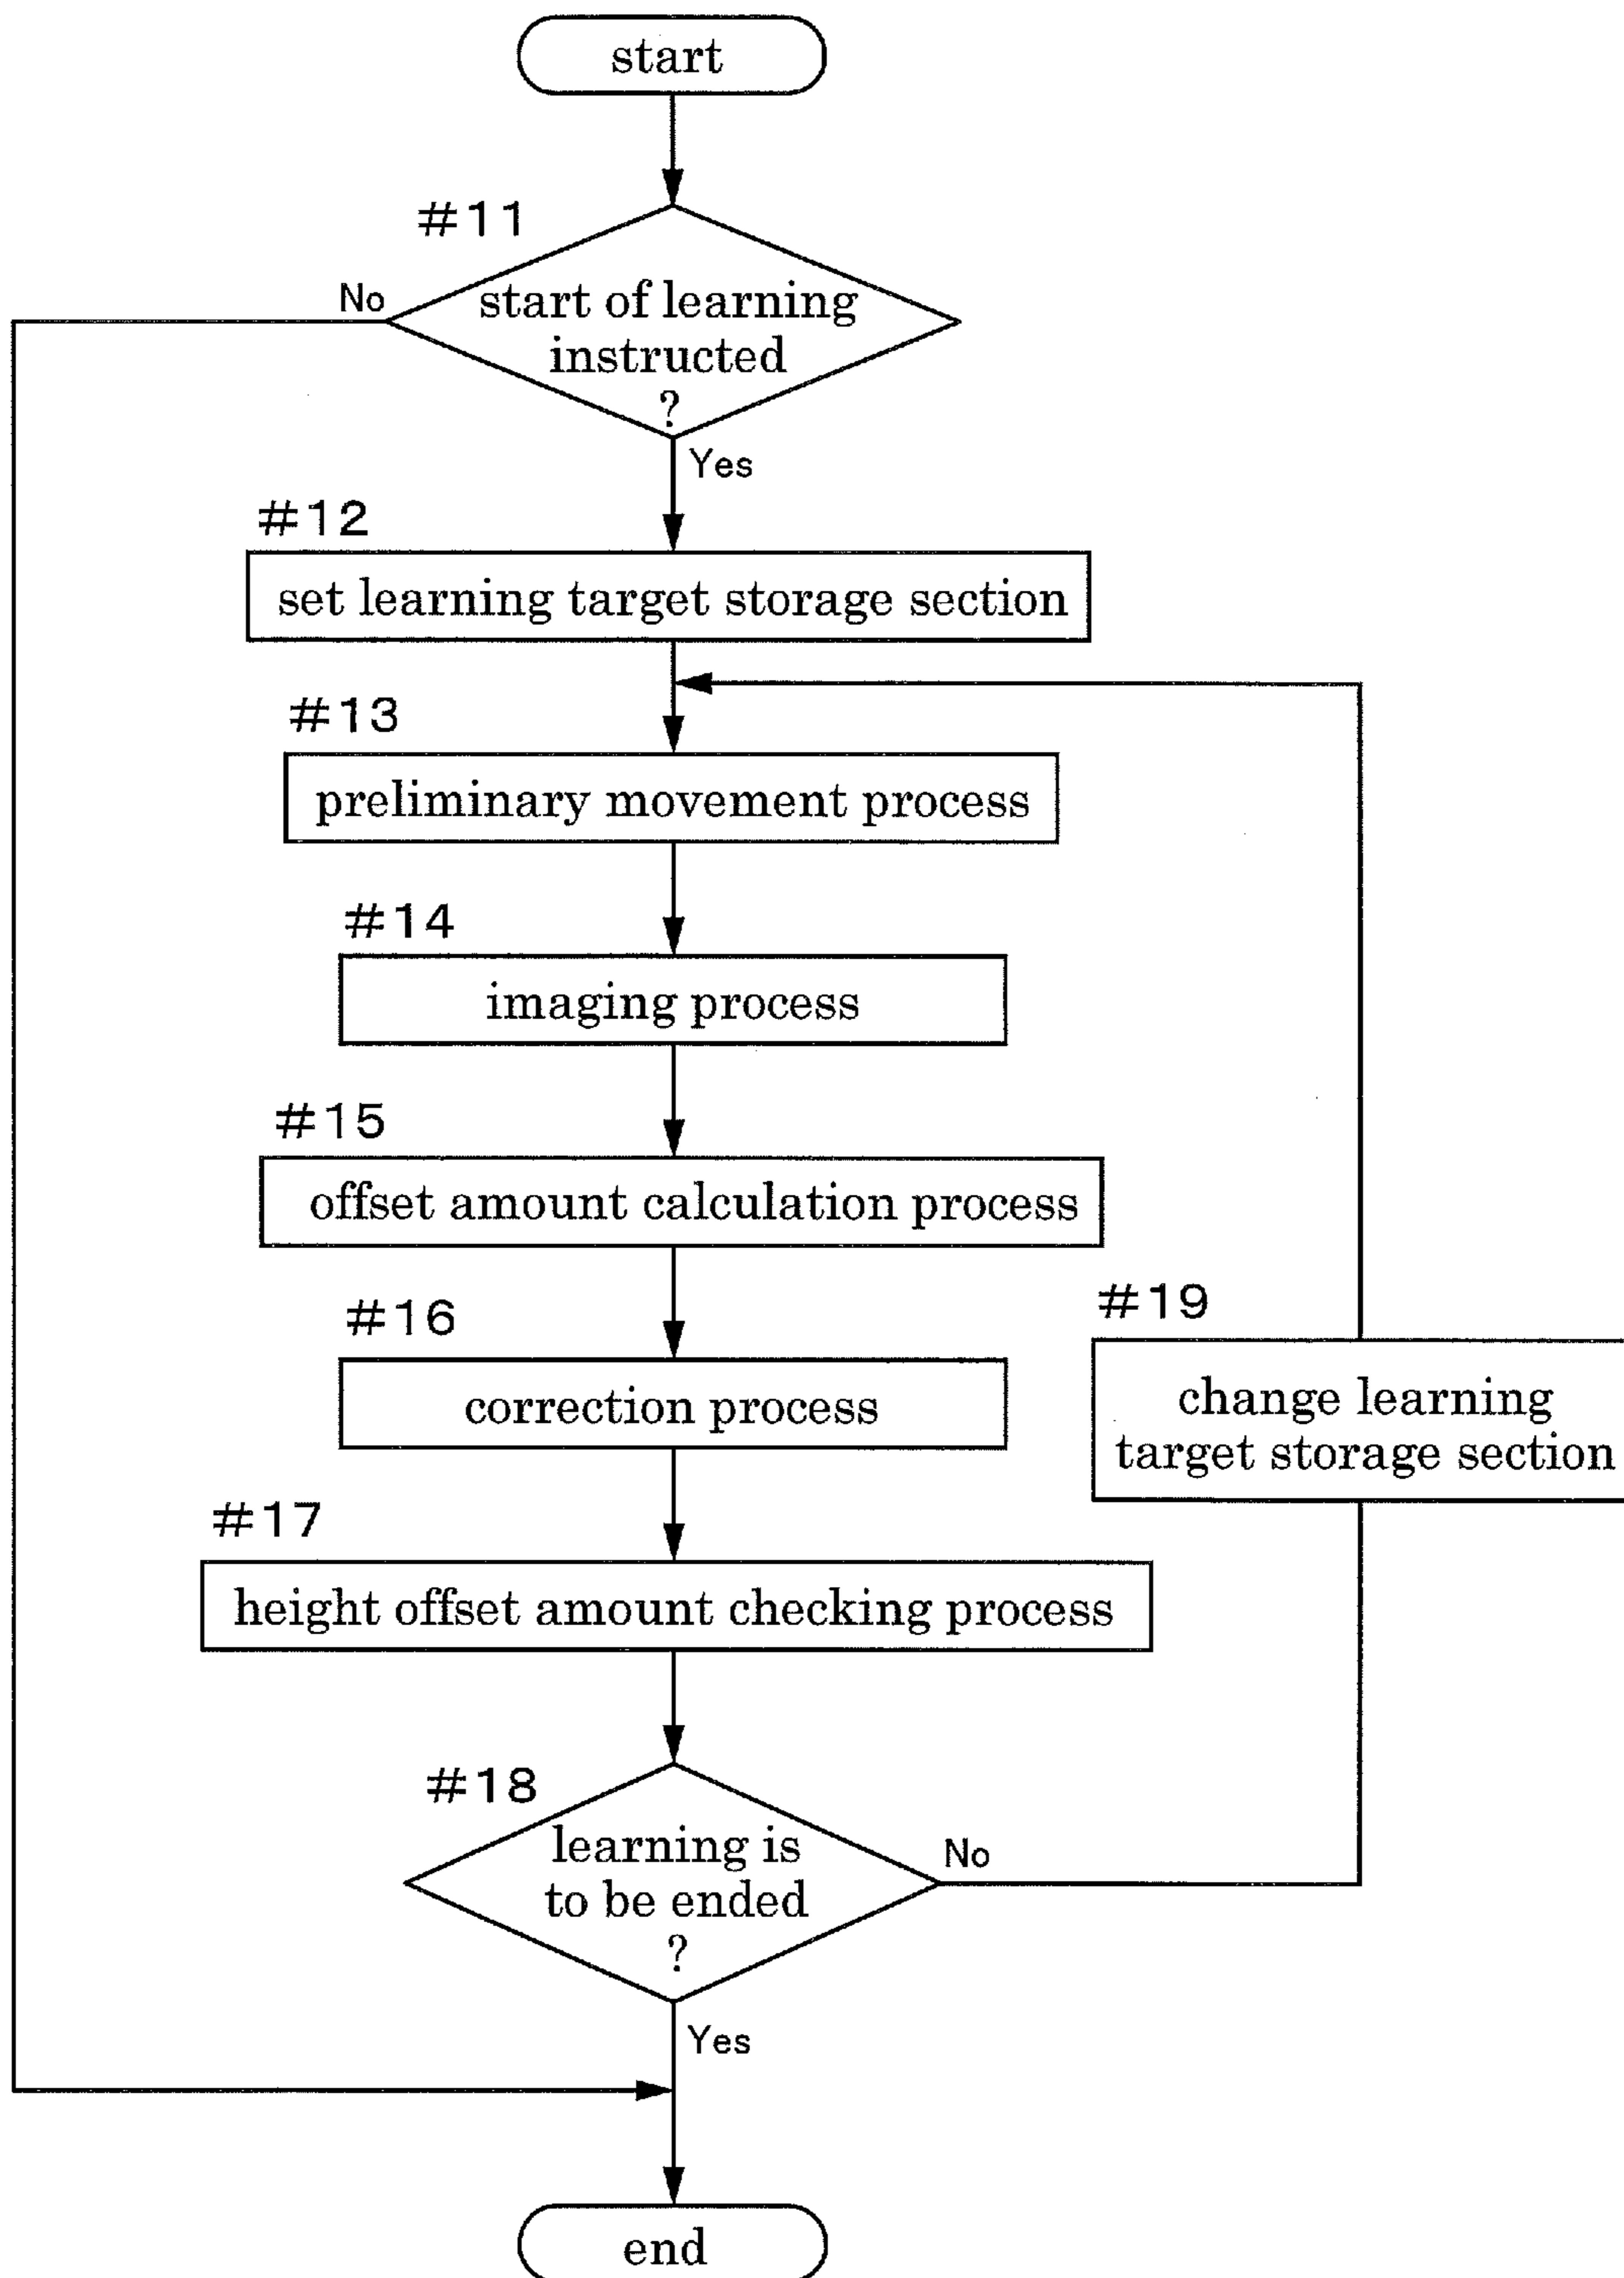 start
#11
No
start of learning
instructed
?
Yes
#12
set learning target storage section
#13
preliminary movement process
#14
imaging process
#15
offset amount calculation process
#16
correction process
#19
change learning
target storage section
#17
height offset amount checking process
#18
learning is
to be ended
?
No
Yes
end